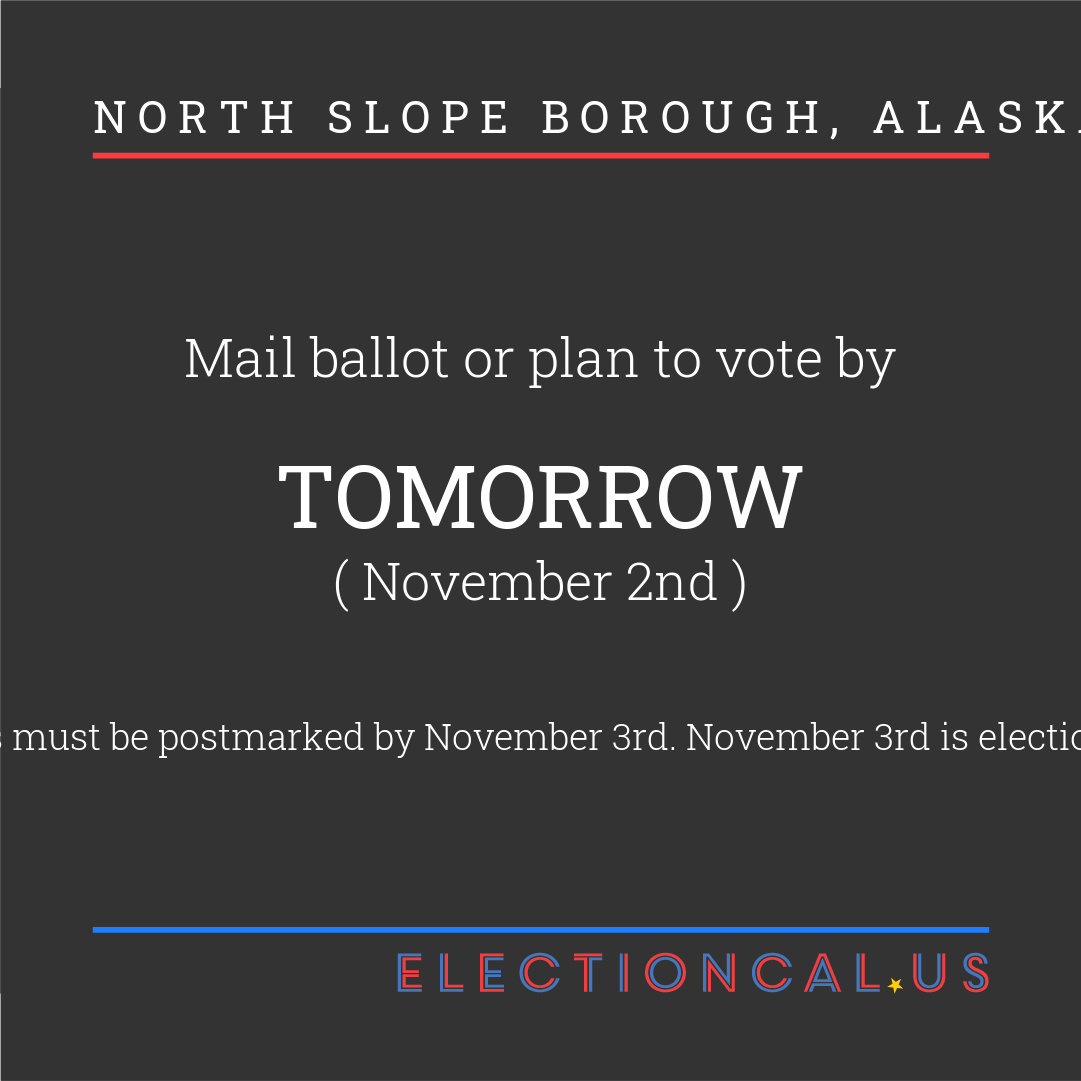 NORTH SLOPE BOROUGH, ALASK
Mail ballot or plan to vote by
TOMORROW
( November 2nd )
must be postmarked by November 3rd. November 3rd is electio
ELECTIONCAL.US